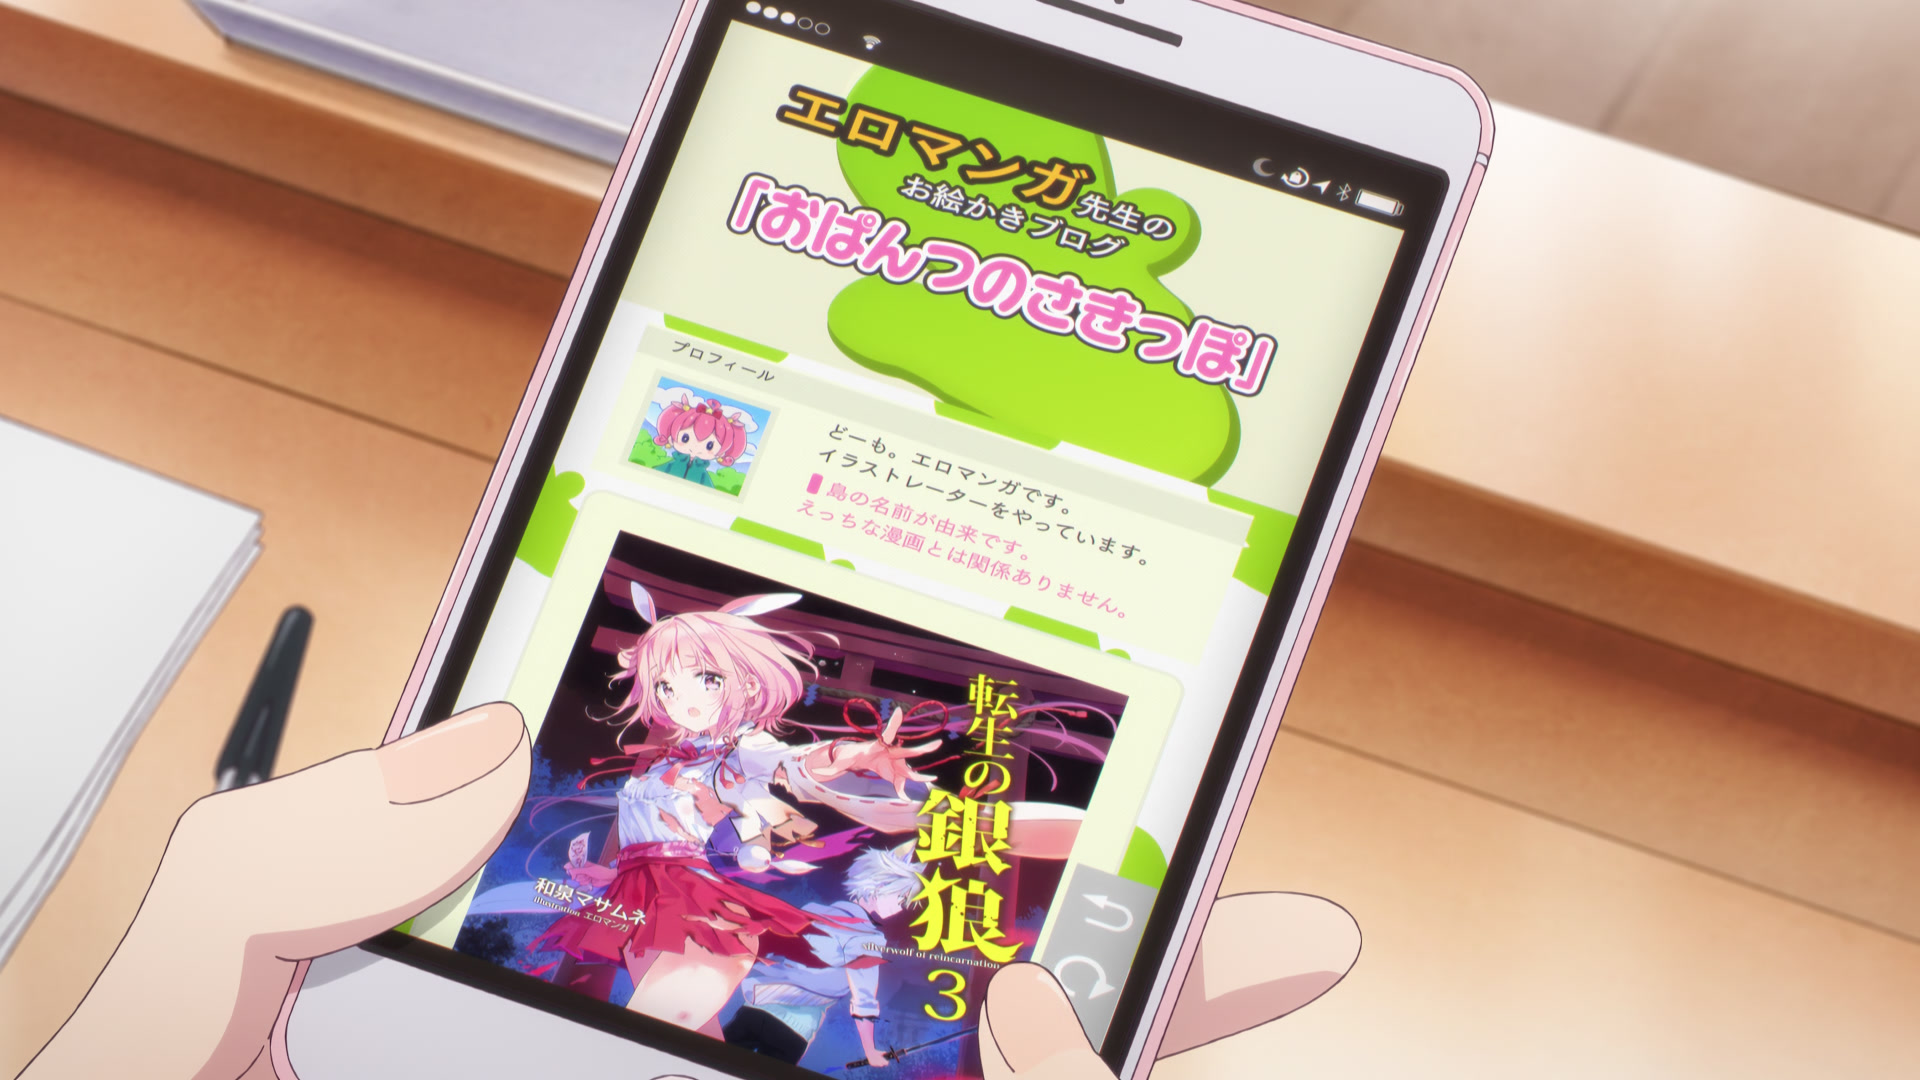 エロマンガ先生の
お絵かきブログ
「おぱんつのさきっぽ」
プロフィール
どーも。エロマンガです。
イラストレーターをやっています。
島の名前が由来です。
えっちな漫画とは関係ありません。
転生の
銀狼
silverwolf of reincarnation
3
和泉マサムネ
illustration エロマンガ